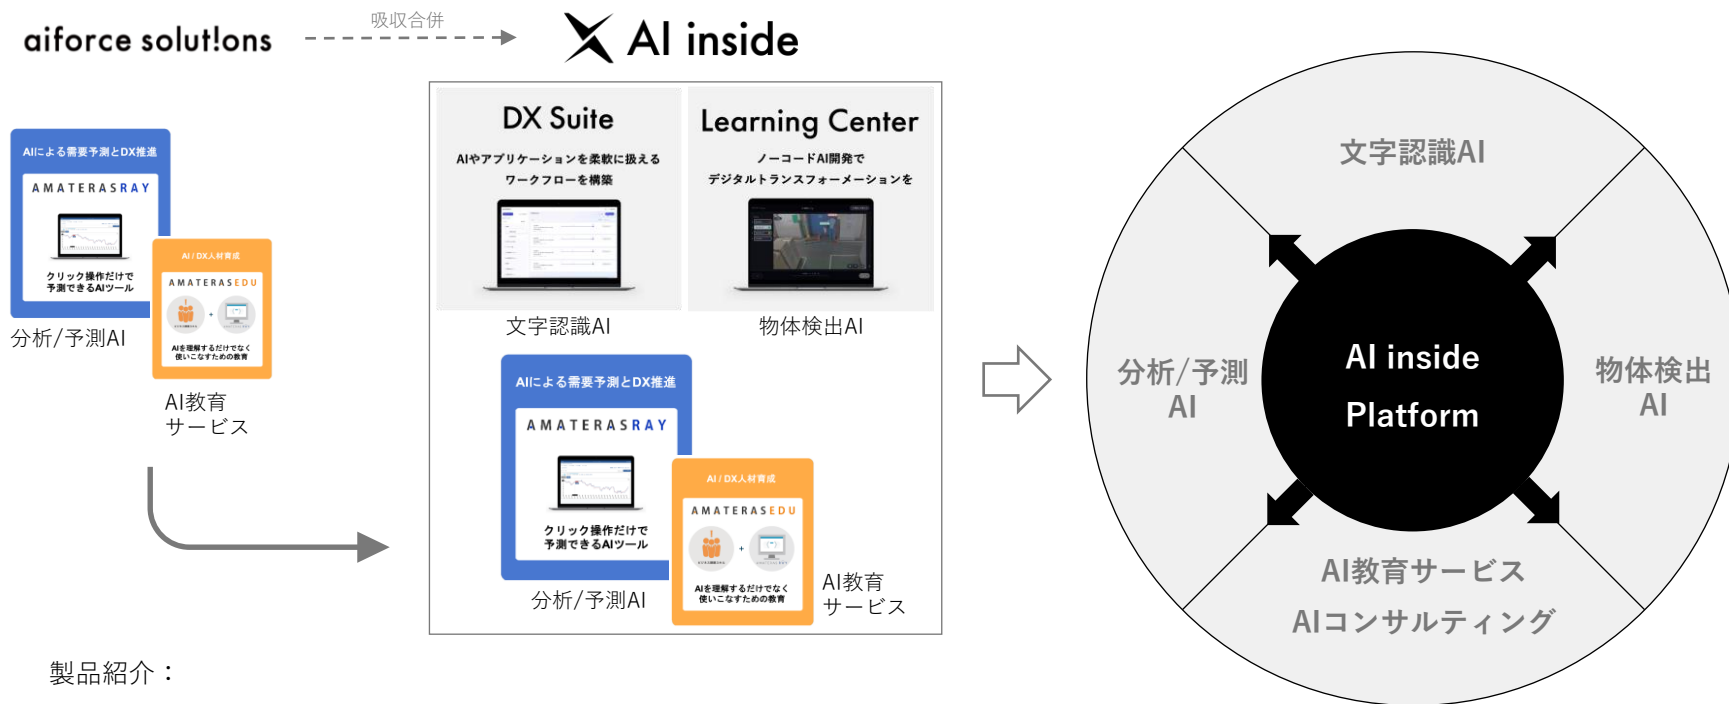 aiforce solut!ons
吸収合併
AI inside
AIによる需要予測とDX推進
AMATERASRAY
クリック操作だけで
予測できるAIツール
分析/予測AI
AI / DX人材育成
AMATERASEDU
+
AIを理解するだけでなく
使いこなすための教育
AI教育
サービス
DX Suite
AIやアプリケーションを柔軟に扱える
ワークフローを構築
文字認識AI
Learning Center
ノーコードAI開発で
デジタルトランスフォーメーションを
物体検出AI
AIによる需要予測とDX推進
AMATERASRAY
クリック操作だけで
予測できるAIツール
分析/予測AI
AI / DX人材育成
AMATERASEDU
+
AIを理解するだけでなく
使いこなすための教育
AI教育
サービス
文字認識AI
分析/予測
AI
AI inside
Platform
物体検出
AI
AI教育サービス
AIコンサルティング
製品紹介：